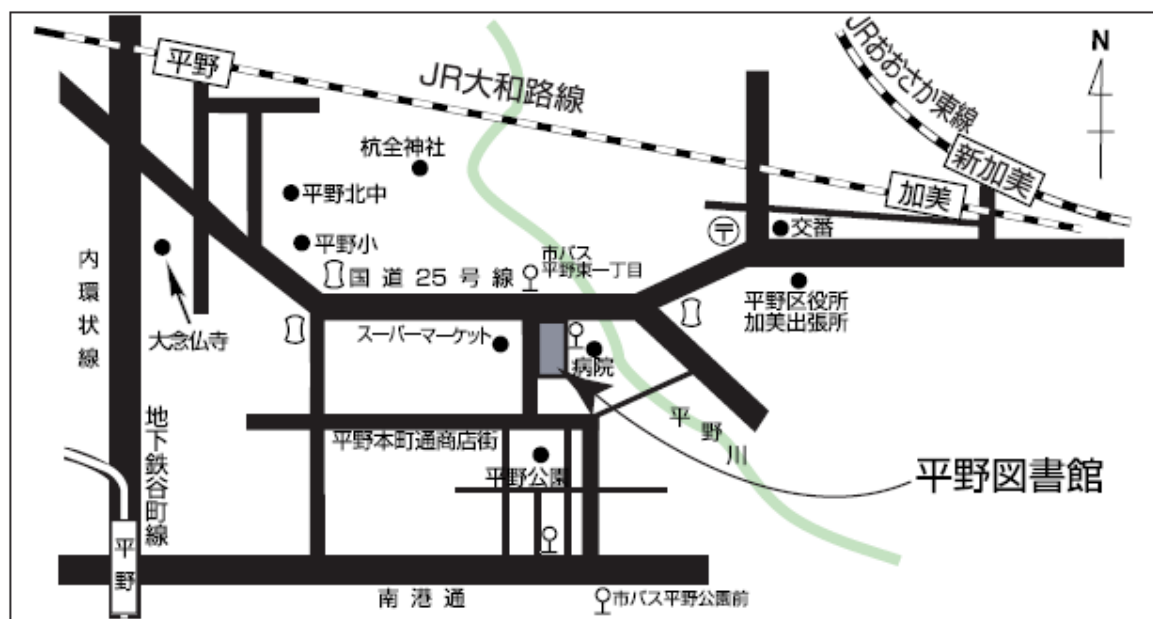 平野
JR大和路線
JRおおさか東線
N
新加美
加美
杭全神社
平野北中
平野小
〒
交番
市バス
平野東一丁目
国道25号線
内環状線
大念仏寺
スーパーマーケット
病院
平野区役所
加美出張所
地下鉄谷町線
平野本町通商店街
平野公園
平野川
平野図書館
平野
南港通
市バス平野公園前